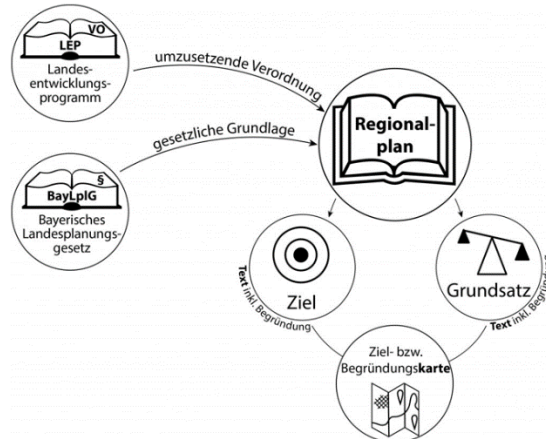 VO
LEP
Landes-
entwicklungs-
programm
umzusetzende Verordnung
gesetzliche Grundlage
Regional-
plan
§
BayLplG
Bayerisches
Landesplanungs-
gesetz
Ziel
Text inkl. Begründung
Grundsatz
Text inkl. Begründung
Ziel- bzw.
Begründungskarte